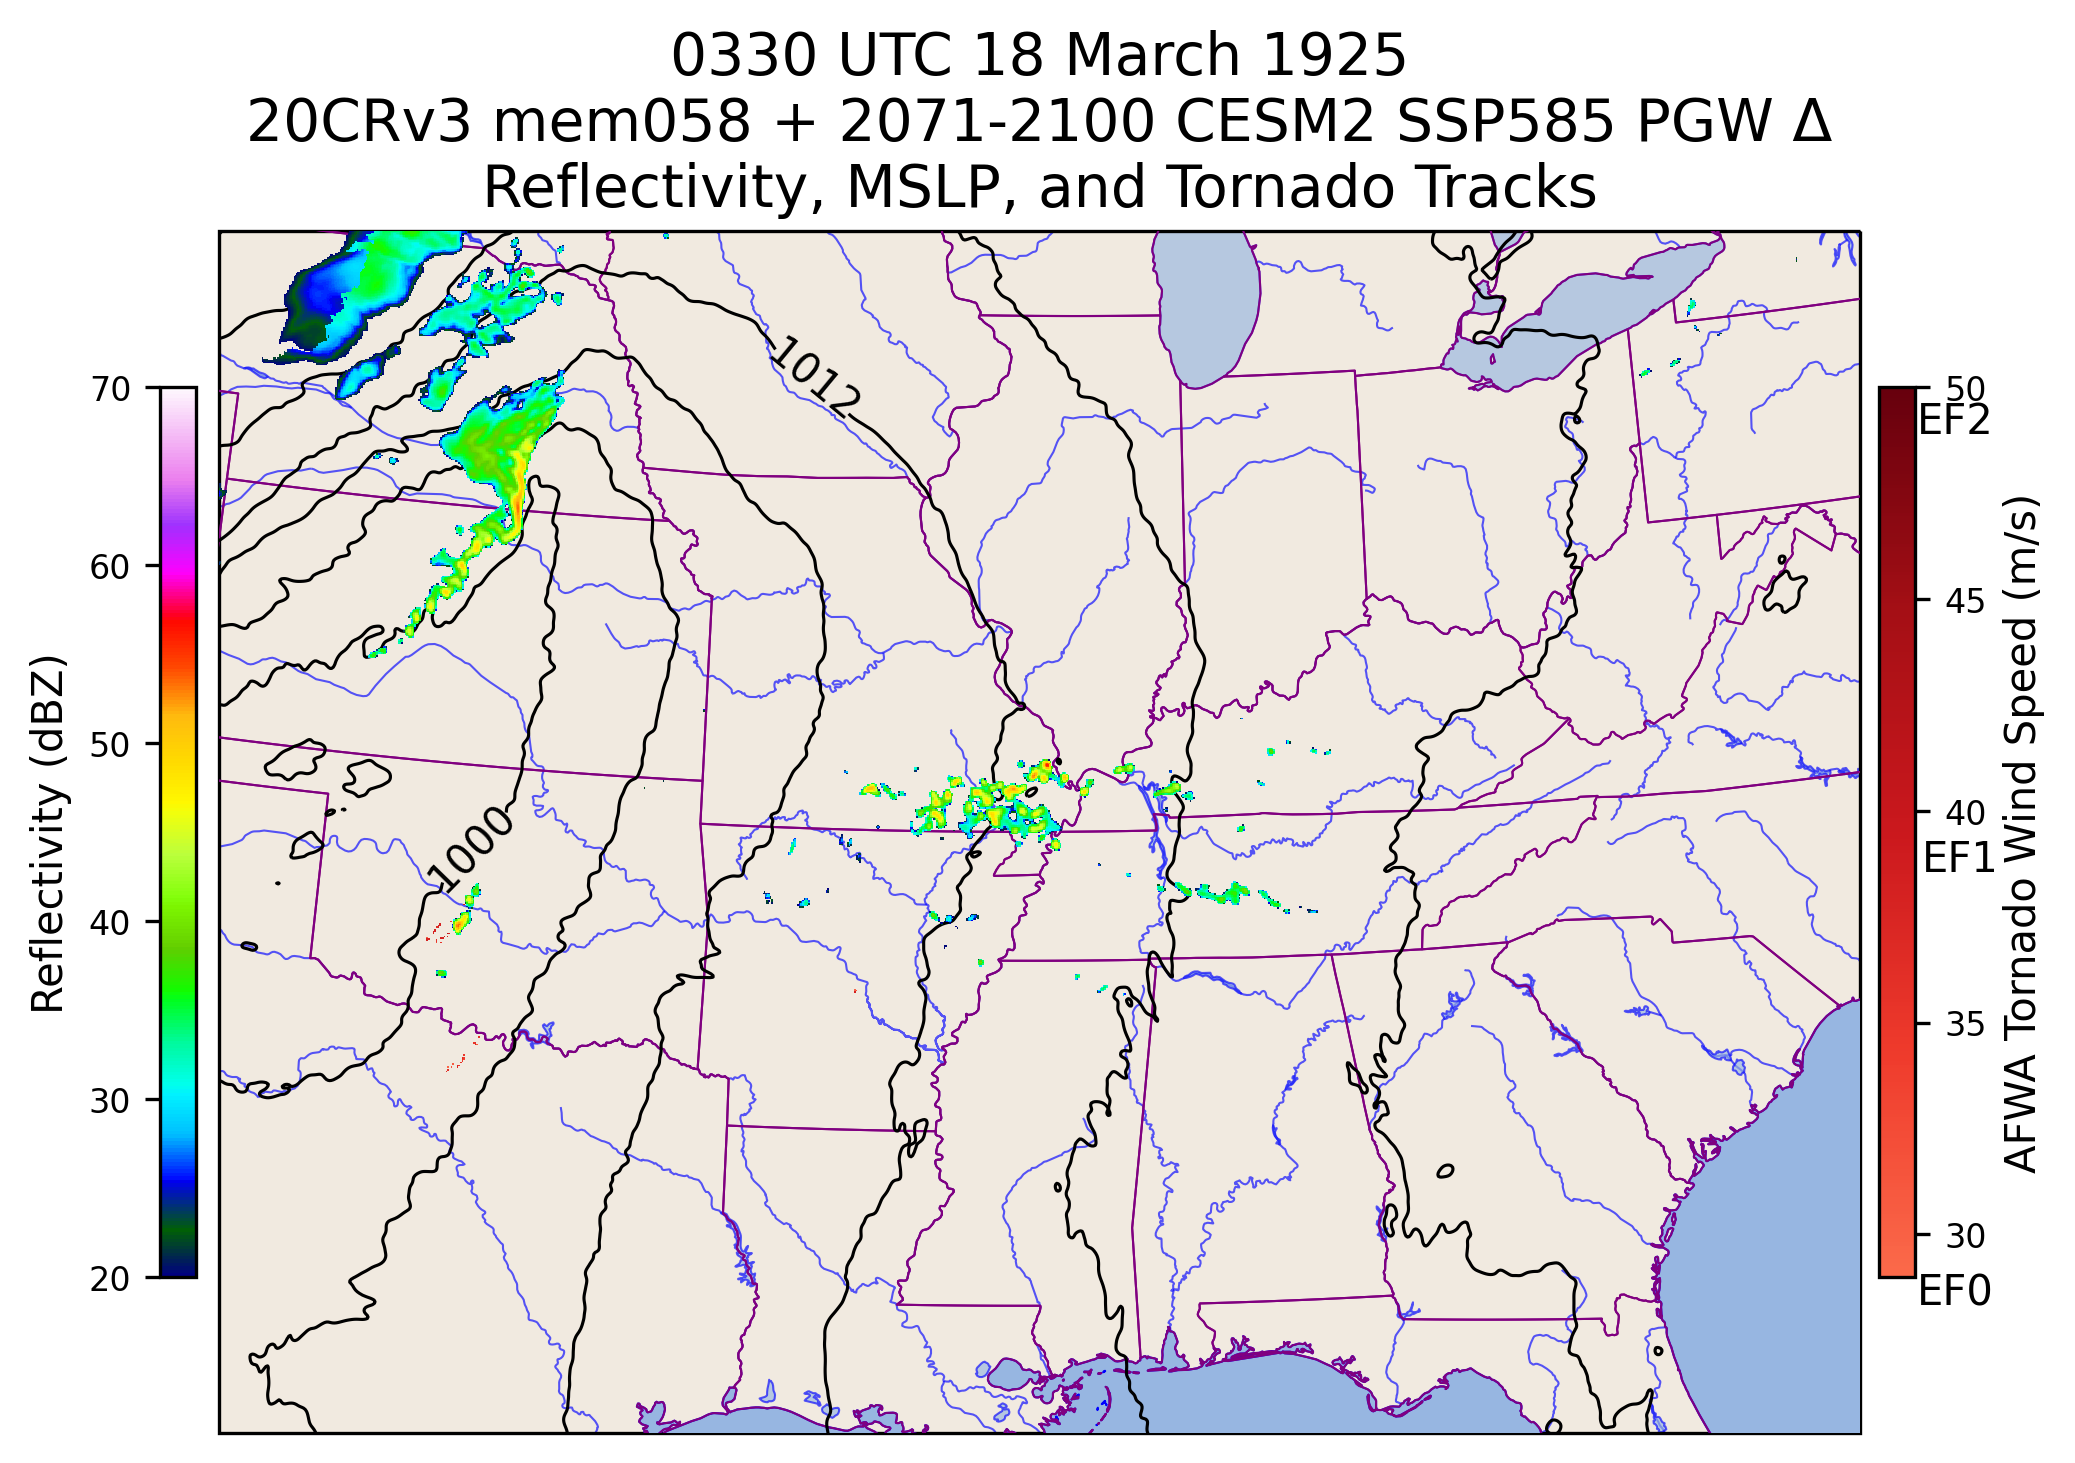 0330 UTC 18 March 1925
20CRv3 mem058 + 2071-2100 CESM2 SSP585 PGW Δ
Reflectivity, MSLP, and Tornado Tracks
1012
1000
70
60
50
40
30
20
Reflectivity (dBZ)
50
EF2
45
40
EF1
35
30
EF0
AFWA Tornado Wind Speed (m/s)